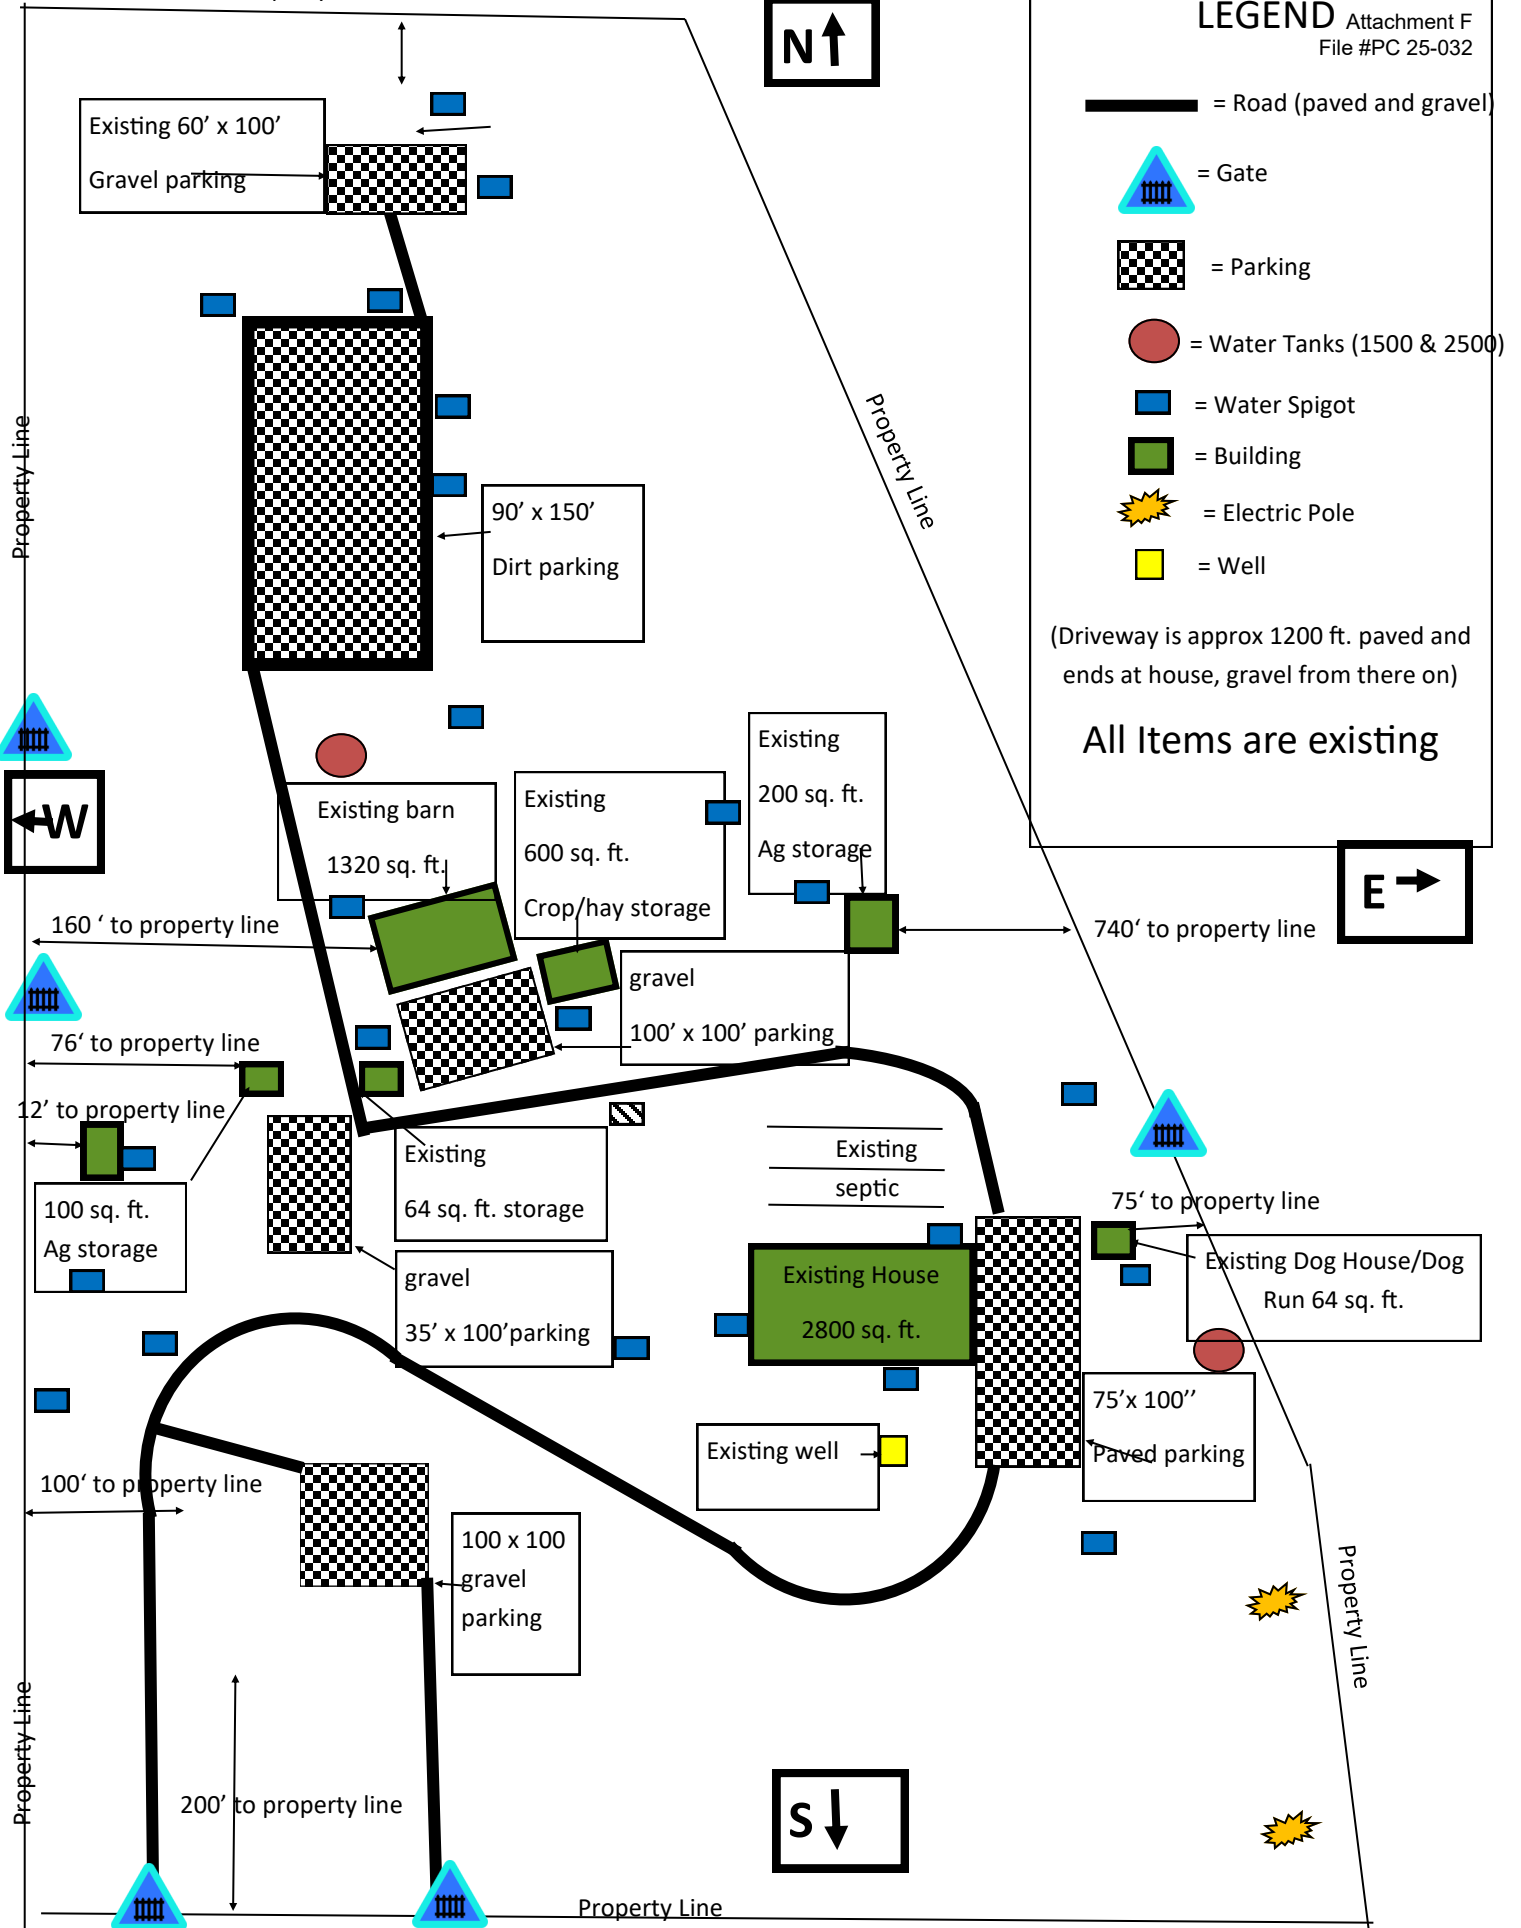 N
LEGEND
Attachment F
File #PC 25-032
= Road (paved and gravel)
= Gate
= Parking
= Water Tanks (1500 & 2500)
= Water Spigot
= Building
= Electric Pole
= Well
(Driveway is approx 1200 ft. paved and
ends at house, gravel from there on)
All Items are existing
Existing 60’ x 100’
Gravel parking
Property Line
Property Line
90’ x 150’
Dirt parking
W
E
Existing barn
1320 sq. ft.
Existing
600 sq. ft.
Crop/hay storage
Existing
200 sq. ft.
Ag storage
160 ‘ to property line
740‘ to property line
gravel
100’ x 100’ parking
76‘ to property line
12’ to property line
100 sq. ft.
Ag storage
Existing
64 sq. ft. storage
Existing
septic
75‘ to property line
Existing Dog House/Dog
Run 64 sq. ft.
gravel
35’ x 100’parking
Existing House
2800 sq. ft.
75’x 100’’
Paved parking
Existing well
100‘ to property line
100 x 100
gravel
parking
Property Line
Property Line
200’ to property line
S
Property Line